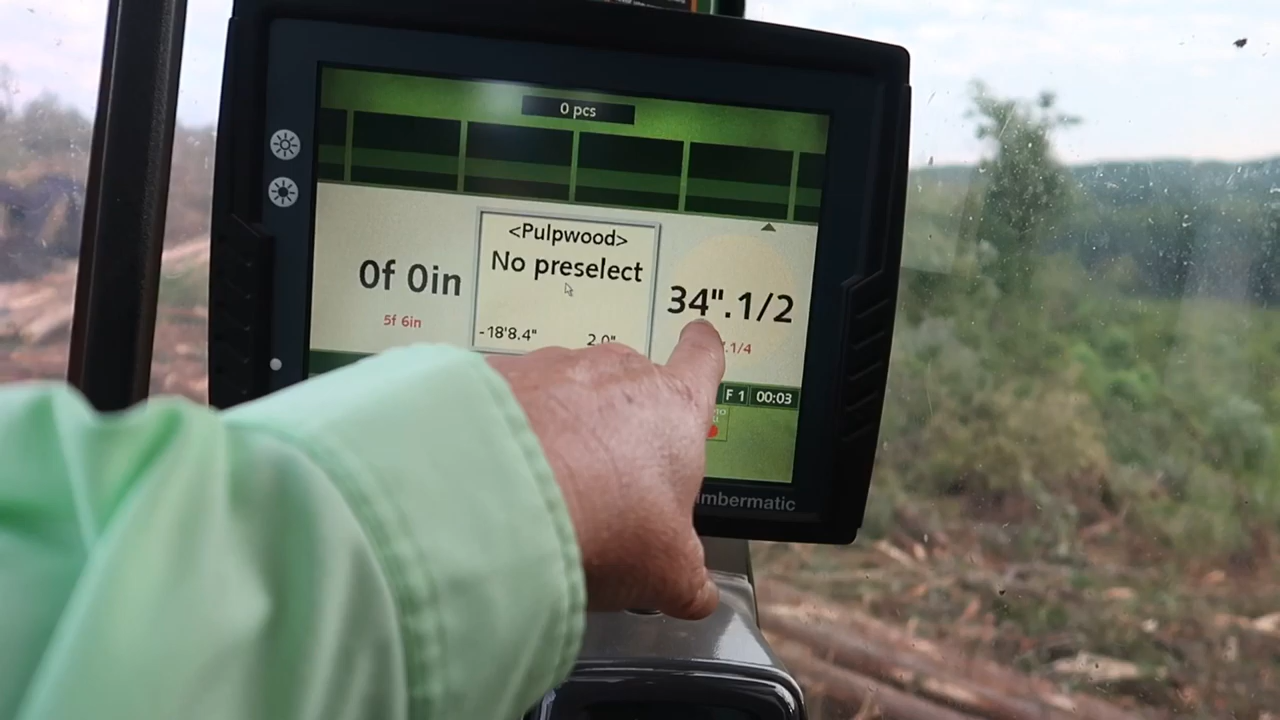 0 pcs
<Pulpwood>
No preselect
0f 0in
34".1/2
5f 6in
-18'8.4"
2.0"
.1/4
F 1
00:03
imbermatic